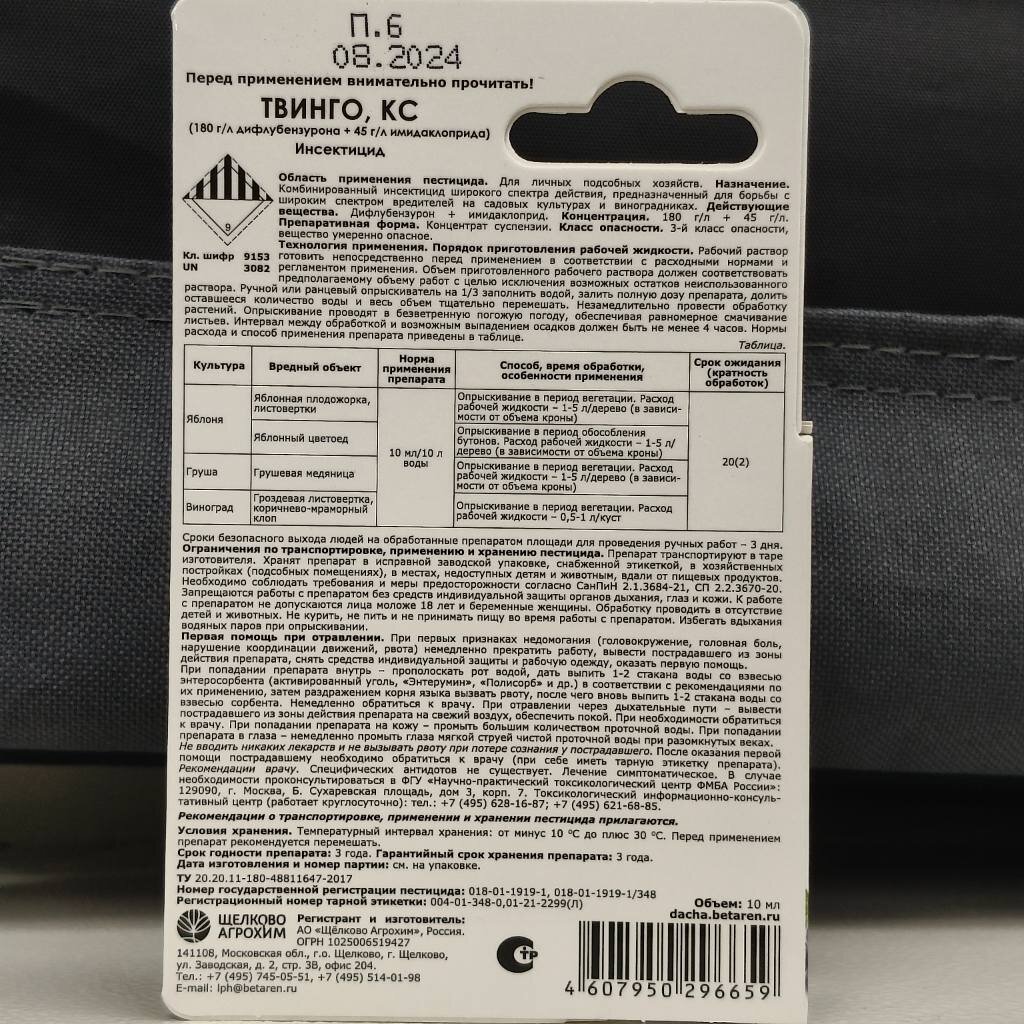 П.6
08.2024
Перед применением внимательно прочитать!
ТВИНГО, КС
(180 г/л дифлубензурона + 45 г/л имидаклоприда)
Инсектицид
9
Кл. шифр 9153
UN 3082
Область применения пестицида. Для личных подсобных хозяйств. Назначение.
Комбинированный инсектицид широкого спектра действия, предназначенный для борьбы с
широким спектром вредителей на садовых культурах и виноградниках. Действующие
вещества. Дифлубензурон + имидаклоприд. Концентрация. 180 г/л + 45 г/л.
Препаративная форма. Концентрат суспензии. Класс опасности. 3-й класс опасности,
вещество умеренно опасное.
Технология применения. Порядок приготовления рабочей жидкости. Рабочий раствор
готовить непосредственно перед применением в соответствии с расходными нормами и
регламентом применения. Объем приготовленного рабочего раствора должен соответствовать
предполагаемому объему работ с целью исключения возможных остатков неиспользованного
раствора. Ручной или ранцевый опрыскиватель на 1/3 заполнить водой, залить полную дозу препарата, долить
оставшееся количество воды и весь объем тщательно перемешать. Незамедлительно провести обработку
растений. Опрыскивание проводят в безветренную погожую погоду, обеспечивая равномерное смачивание
листьев. Интервал между обработкой и возможным выпадением осадков должен быть не менее 4 часов. Нормы
расхода и способ применения препарата приведены в таблице.
Таблица.
Культура Вредный объект Норма применения препарата Способ, время обработки, особенности применения Срок ожидания (кратность обработок)
Яблоня
Яблонная плодожорка,
листовертки
Опрыскивание в период вегетации. Расход
рабочей жидкости – 1-5 л/дерево (в зависи-
мости от объема кроны)
Яблонный цветоед
Опрыскивание в период обособления
бутонов. Расход рабочей жидкости – 1-5 л/
дерево (в зависимости от объема кроны)
10 мл/10 л
воды
20(2)
Груша
Грушевая медяница
Опрыскивание в период вегетации. Расход
рабочей жидкости – 1-5 л/дерево (в зависи-
мости от объема кроны)
Виноград
Гроздевая листовертка,
коричнево-мраморный
клоп
Опрыскивание в период вегетации. Расход
рабочей жидкости – 0,5-1 л/куст
Сроки безопасного выхода людей на обработанные препаратом площади для проведения ручных работ – 3 дня.
Ограничения по транспортировке, применению и хранению пестицида. Препарат транспортируют в таре
изготовителя. Хранят препарат в исправной заводской упаковке, снабженной этикеткой, в хозяйственных
постройках (подсобных помещениях), в местах, недоступных детям и животным, вдали от пищевых продуктов.
Необходимо соблюдать требования и меры предосторожности согласно СанПиН 2.1.3684-21, СП 2.2.3670-20.
Запрещаются работы с препаратом без средств индивидуальной защиты органов дыхания, глаз и кожи. К работе
с препаратом не допускаются лица моложе 18 лет и беременные женщины. Обработку проводить в отсутствие
детей и животных. Не курить, не пить и не принимать пищу во время работы с препаратом. Избегать вдыхания
водяных паров при опрыскивании.
Первая помощь при отравлении. При первых признаках недомогания (головокружение, головная боль,
нарушение координации движений, рвота) немедленно прекратить работу, вывести пострадавшего из зоны
действия препарата, снять средства индивидуальной защиты и рабочую одежду, оказать первую помощь.
При попадании препарата внутрь – прополоскать рот водой, дать выпить 1-2 стакана воды со взвесью
энтеросорбента (активированный уголь, «Энтерумин», «Полисорб» и др.) в соответствии с рекомендациями по
их применению, затем раздражением корня языка вызвать рвоту, после чего вновь выпить 1-2 стакана воды со
взвесью сорбента. Немедленно обратиться к врачу. При отравлении через дыхательные пути – вывести
пострадавшего из зоны действия препарата на свежий воздух, обеспечить покой. При необходимости обратиться
к врачу. При попадании препарата на кожу – промыть большим количеством проточной воды. При попадании
препарата в глаза – немедленно промыть глаза мягкой струей чистой проточной воды при разомкнутых веках.
Не вводить никаких лекарств и не вызывать рвоту при потере сознания у пострадавшего. После оказания первой
помощи пострадавшему необходимо обратиться к врачу (при себе иметь тарную этикетку препарата).
Рекомендации врачу. Специфических антидотов не существует. Лечение симптоматическое. В случае
необходимости проконсультироваться в ФГУ «Научно-практический токсикологический центр ФМБА России»:
129090, г. Москва, Б. Сухаревская площадь, дом 3, корп. 7. Токсикологический информационно-консуль-
тативный центр (работает круглосуточно): тел.: +7 (495) 628-16-87; +7 (495) 621-68-85.
Рекомендации о транспортировке, применении и хранении пестицида прилагаются.
Условия хранения. Температурный интервал хранения: от минус 10 °С до плюс 30 °С. Перед применением
препарат рекомендуется перемешать.
Срок годности препарата: 3 года. Гарантийный срок хранения препарата: 3 года.
Дата изготовления и номер партии: см. на упаковке.
ТУ 20.20.11-180-48811647-2017
Номер государственной регистрации пестицида: 018-01-1919-1, 018-01-1919-1/348
Регистрационный номер тарной этикетки: 004-01-348-0,01-21-2299(Л)
Объем: 10 мл
dacha.betaren.ru
ЩЕЛКОВО
АГРОХИМ
Регистрант и изготовитель:
АО «Щёлково Агрохим», Россия.
ОГРН 1025006519427
141108, Московская обл., г.о. Щелково, г. Щелково,
ул. Заводская, д. 2, стр. 3В, офис 204.
Тел.: +7 (495) 745-05-51, +7 (495) 514-01-98
E-mail: lph@betaren.ru
СТР
4 607950 296659